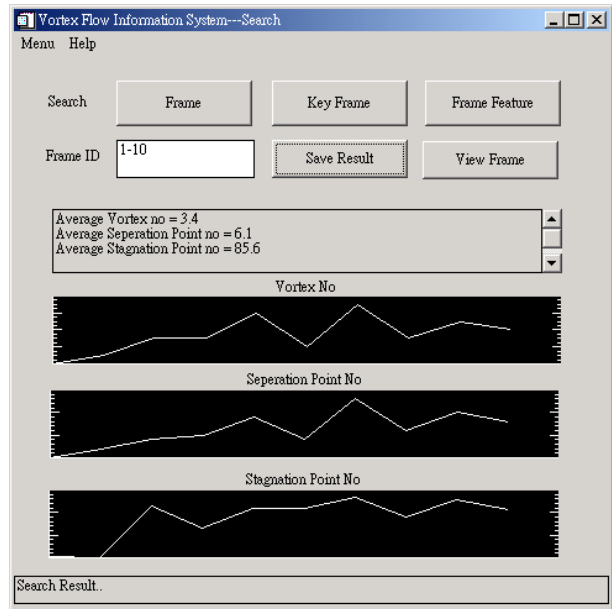 Vortex Flow Information System---Search
Menu Help
Search Frame Key Frame Frame Feature
Frame ID 1-10 Save Result View Frame
Average Vortex no = 3.4
Average Seperation Point no = 6.1
Average Stagnation Point no = 85.6
Vortex No
Seperation Point No
Stagnation Point No
Search Result..